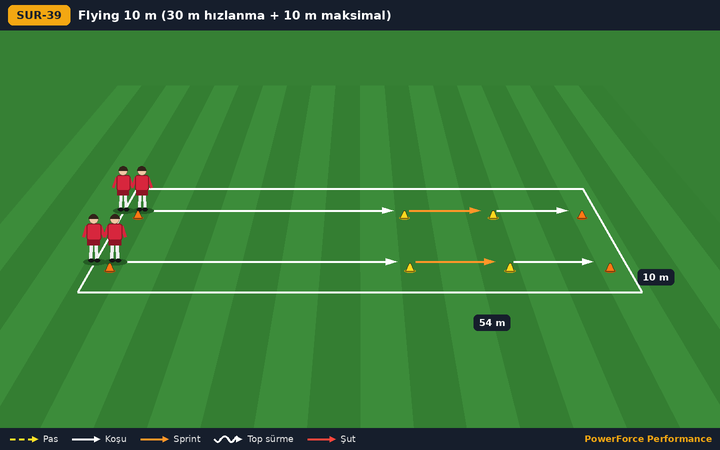 SUR-39 Flying 10 m (30 m hızlanma + 10 m maksimal)
10 m
54 m
Pas Koşu Sprint Top sürme Şut PowerForce Performance